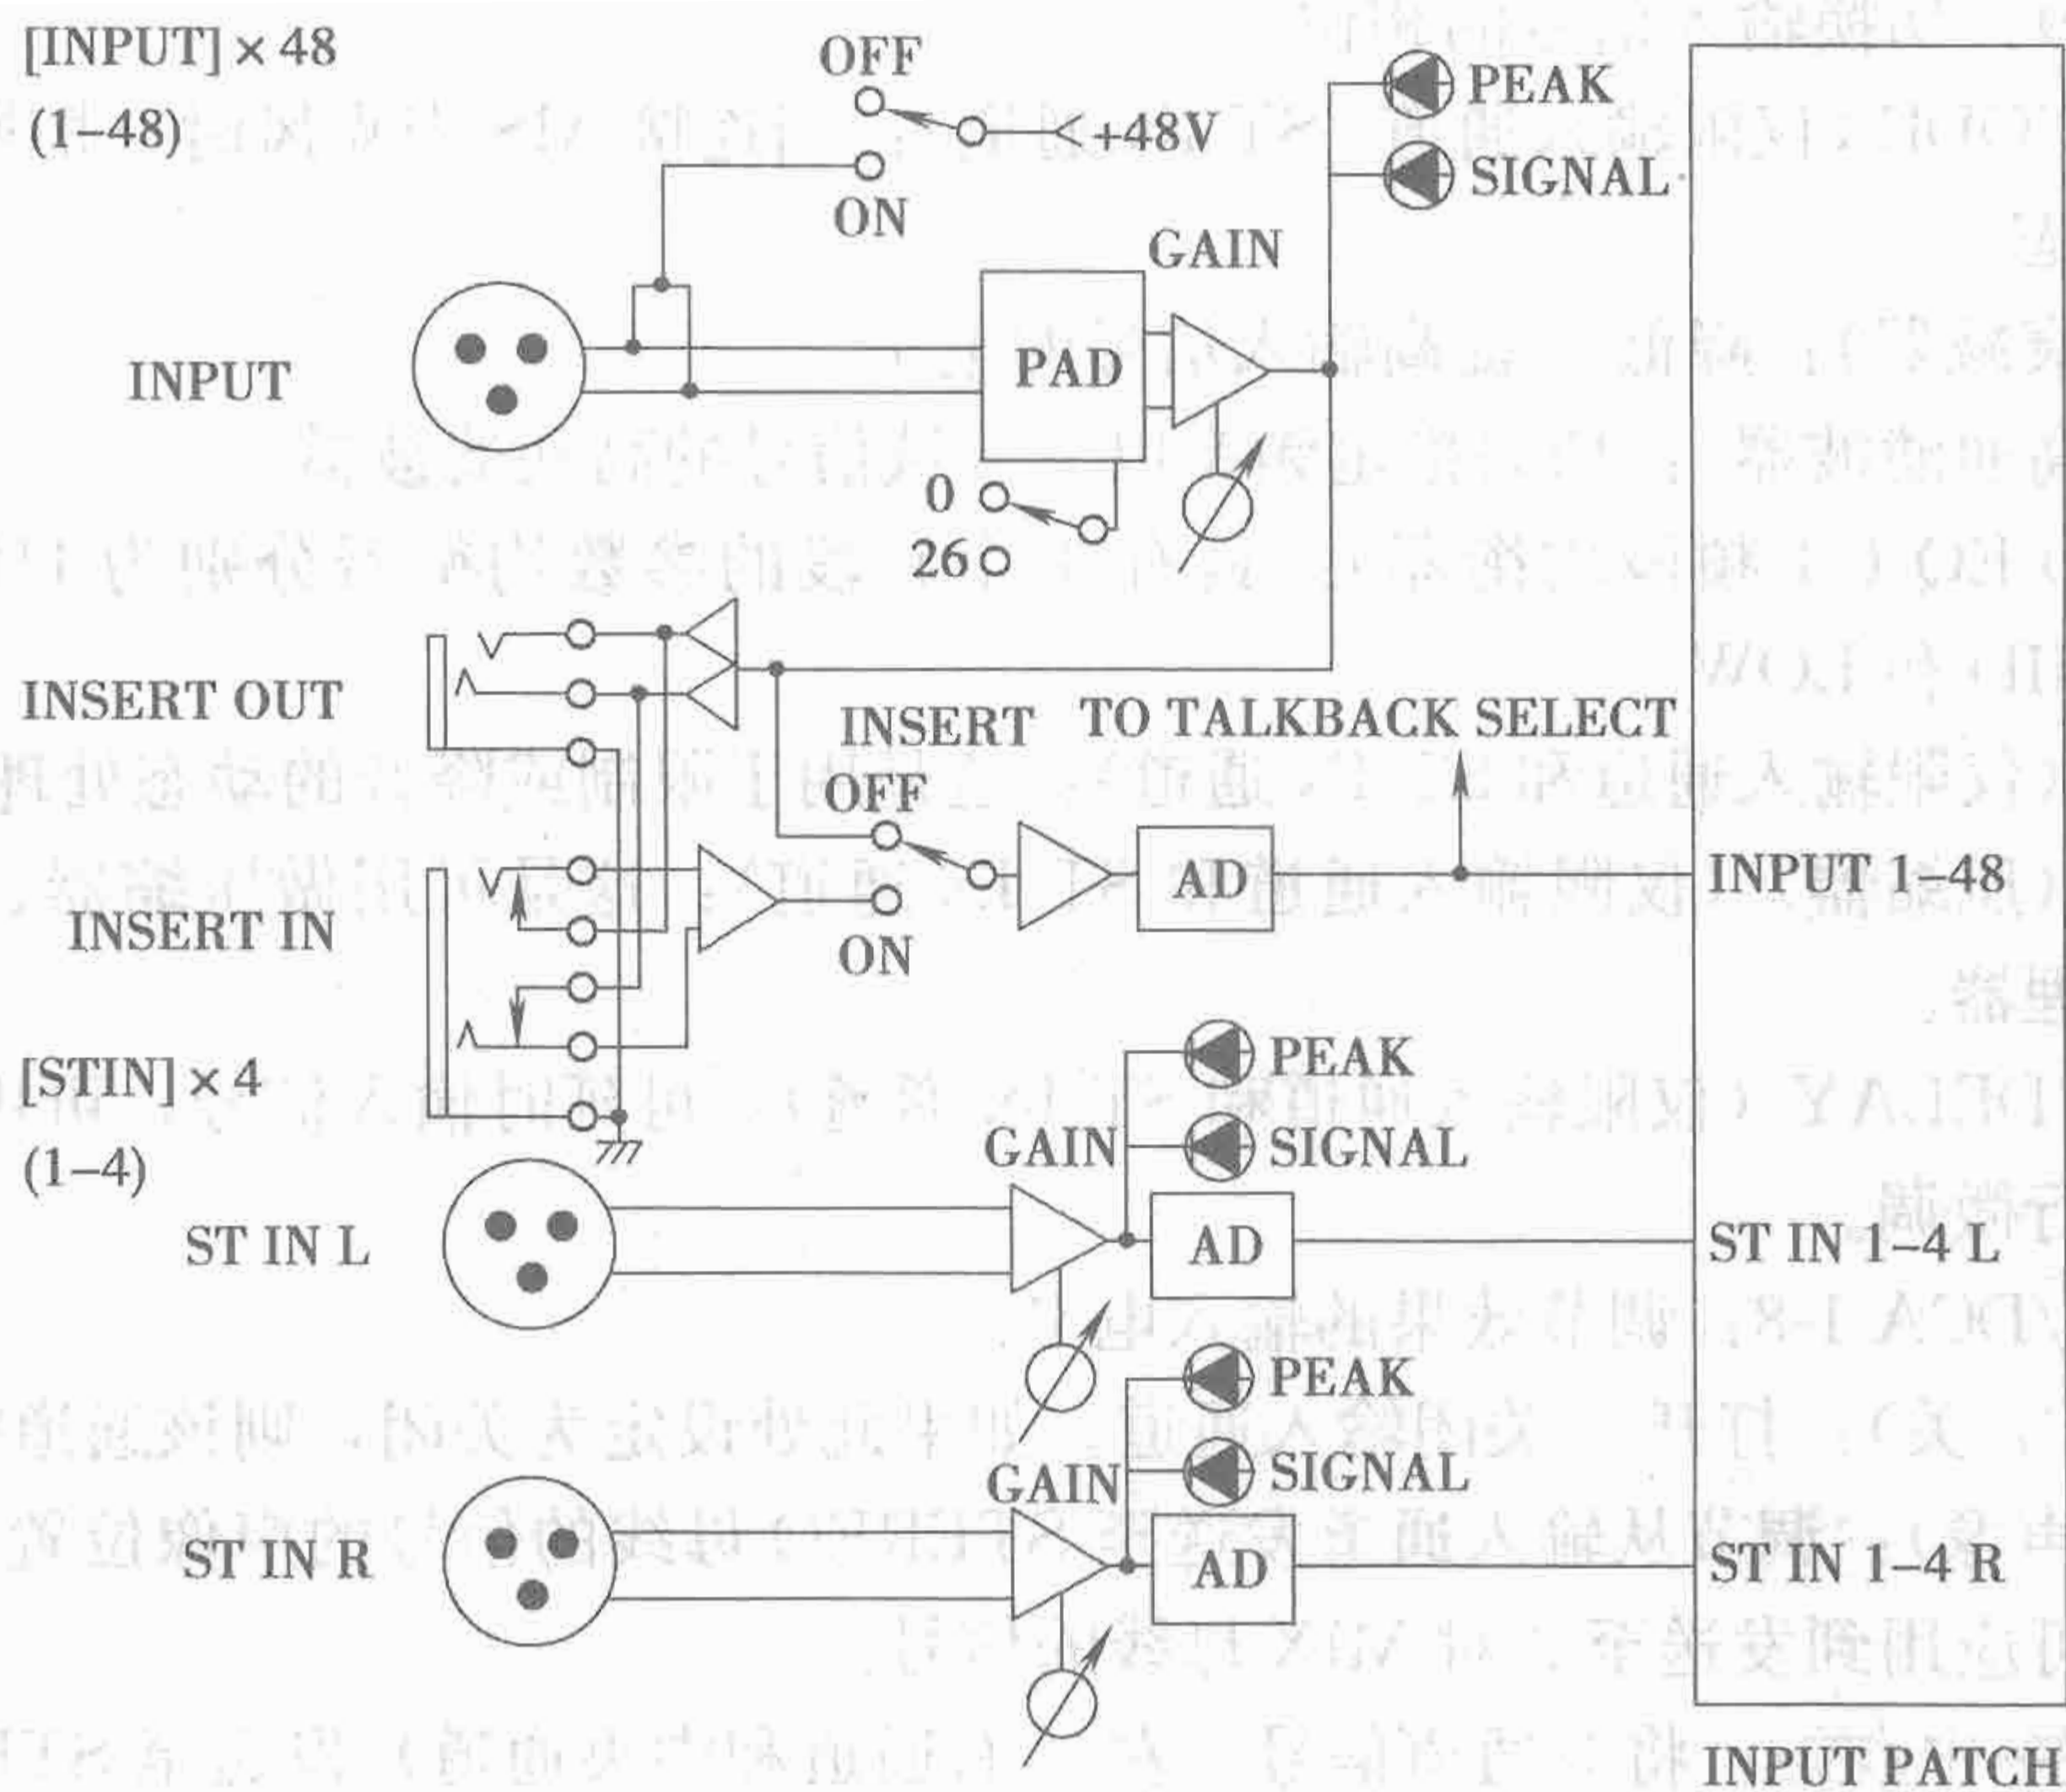 [INPUT] × 48
(1–48)
OFF
+48V
ON
PEAK
SIGNAL
GAIN
INPUT
PAD
0
26
INSERT OUT
INSERT
TO TALKBACK SELECT
OFF
AD
INPUT 1–48
INSERT IN
ON
[STIN] × 4
(1–4)
PEAK
GAIN
SIGNAL
ST IN L
AD
ST IN 1–4 L
PEAK
GAIN
SIGNAL
ST IN R
AD
ST IN 1–4 R
INPUT PATCH